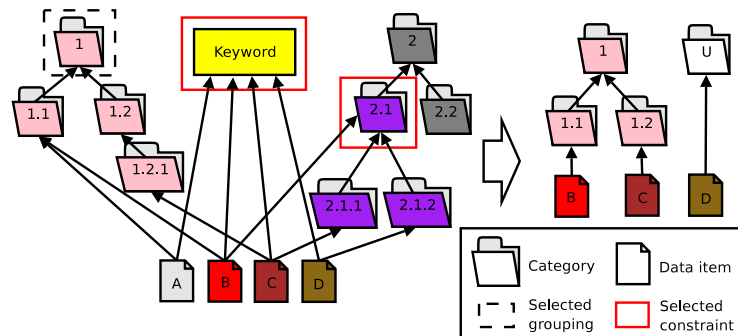 1
Keyword
2
1.1
1.2
2.1
2.2
1.2.1
2.1.1
2.1.2
A
B
C
D
1
U
1.1
1.2
B
C
D
Category
Data item
Selected
grouping
Selected
constraint